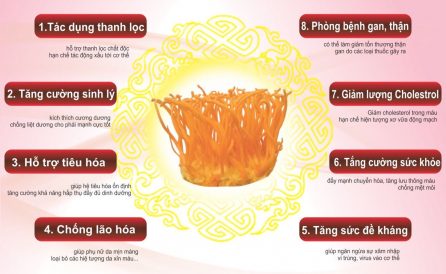 1.Tác dụng thanh lọc
hỗ trợ thanh lọc chất độc
hạn chế tác động xấu tới cơ thể
2. Tăng cường sinh lý
kích thích cương dương
chống liệt dương cho phái mạnh cực tốt
3. Hỗ trợ tiêu hóa
giúp hệ tiêu hóa ổn định
tăng cường khả năng hấp thụ đầy đủ dinh dưỡng
4. Chống lão hóa
giúp phụ nữ da mịn màng
loại bỏ các hệ tượng da xỉn màu...
8. Phòng bệnh gan, thận
có thể làm giảm tổn thương thận
gan do các loại thuốc gây ra
7. Giảm lượng Cholestrol
Giảm cholesterol trong máu
hạn chế hiện tượng xơ vữa động mạch
6. Tấng cường sức khỏe
đẩy mạnh chuyển hóa, tăng lưu thông máu
chống mệt mỏi
5. Tăng sức đề kháng
giúp ngăn ngừa sự xâm nhập
vi trùng, virus vào cơ thể